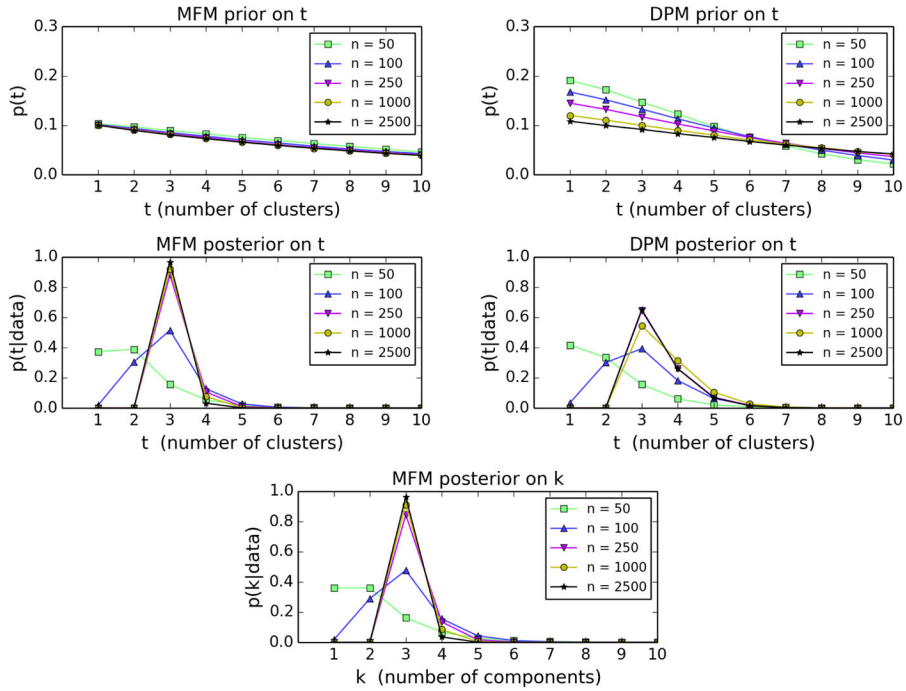 MFM prior on t
0.3
0.2
0.1
0.0
p(t)
n = 50
n = 100
n = 250
n = 1000
n = 2500
1 2 3 4 5 6 7 8 9 10
t (number of clusters)
DPM prior on t
0.3
0.2
0.1
0.0
p(t)
n = 50
n = 100
n = 250
n = 1000
n = 2500
1 2 3 4 5 6 7 8 9 10
t (number of clusters)
MFM posterior on t
1.0
0.8
0.6
0.4
0.2
0.0
p(t|data)
n = 50
n = 100
n = 250
n = 1000
n = 2500
1 2 3 4 5 6 7 8 9 10
t (number of clusters)
DPM posterior on t
1.0
0.8
0.6
0.4
0.2
0.0
p(t|data)
n = 50
n = 100
n = 250
n = 1000
n = 2500
1 2 3 4 5 6 7 8 9 10
t (number of clusters)
MFM posterior on k
1.0
0.8
0.6
0.4
0.2
0.0
p(k|data)
n = 50
n = 100
n = 250
n = 1000
n = 2500
1 2 3 4 5 6 7 8 9 10
k (number of components)